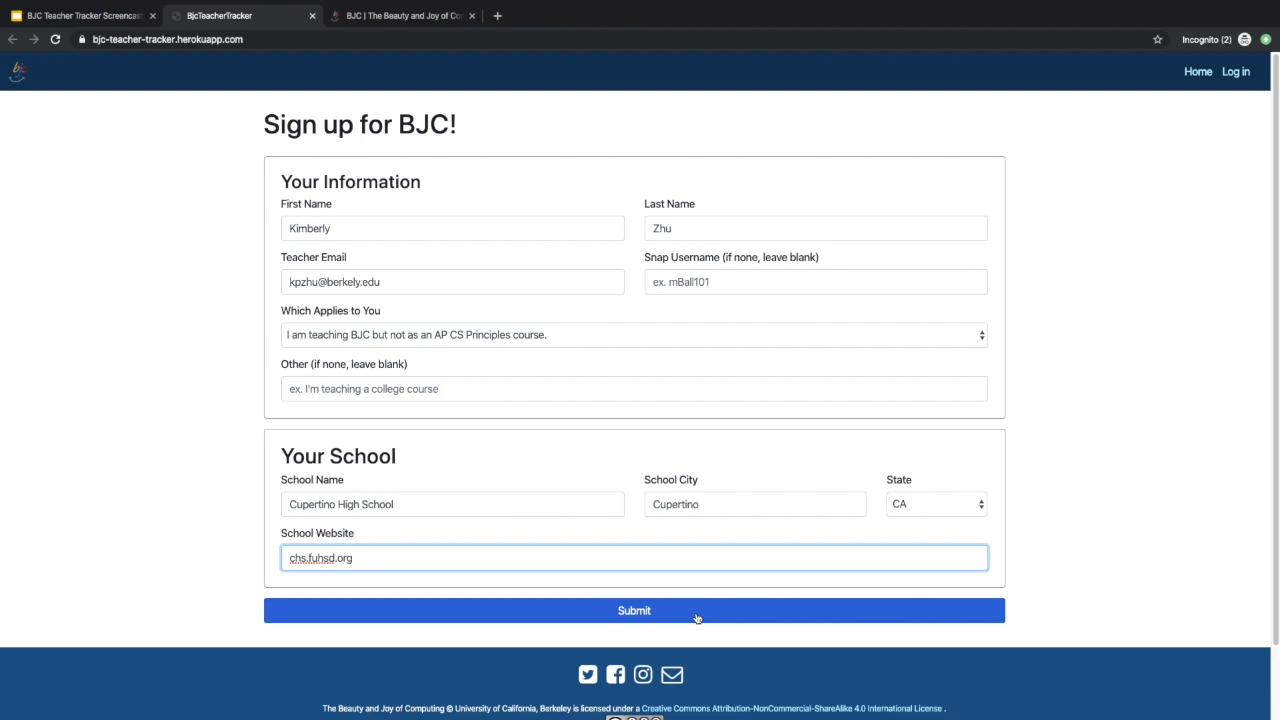 BJC Teacher Tracker Screencas
BjcTeacherTracker
BJC | The Beauty and Joy of Co
bjc-teacher-tracker.herokuapp.com
Incognito (2)
bjc
Home Log in
Sign up for BJC!
Your Information
First Name
Last Name
Kimberly
Zhu
Teacher Email
Snap Username (if none, leave blank)
kpzhu@berkely.edu
ex. mBall101
Which Applies to You
I am teaching BJC but not as an AP CS Principles course.
Other (if none, leave blank)
ex. I'm teaching a college course
Your School
School Name
School City
State
Cupertino High School
Cupertino
CA
School Website
chs.fuhsd.org
Submit
The Beauty and Joy of Computing © University of California, Berkeley is licensed under a Creative Commons Attribution-NonCommercial-ShareAlike 4.0 International License .